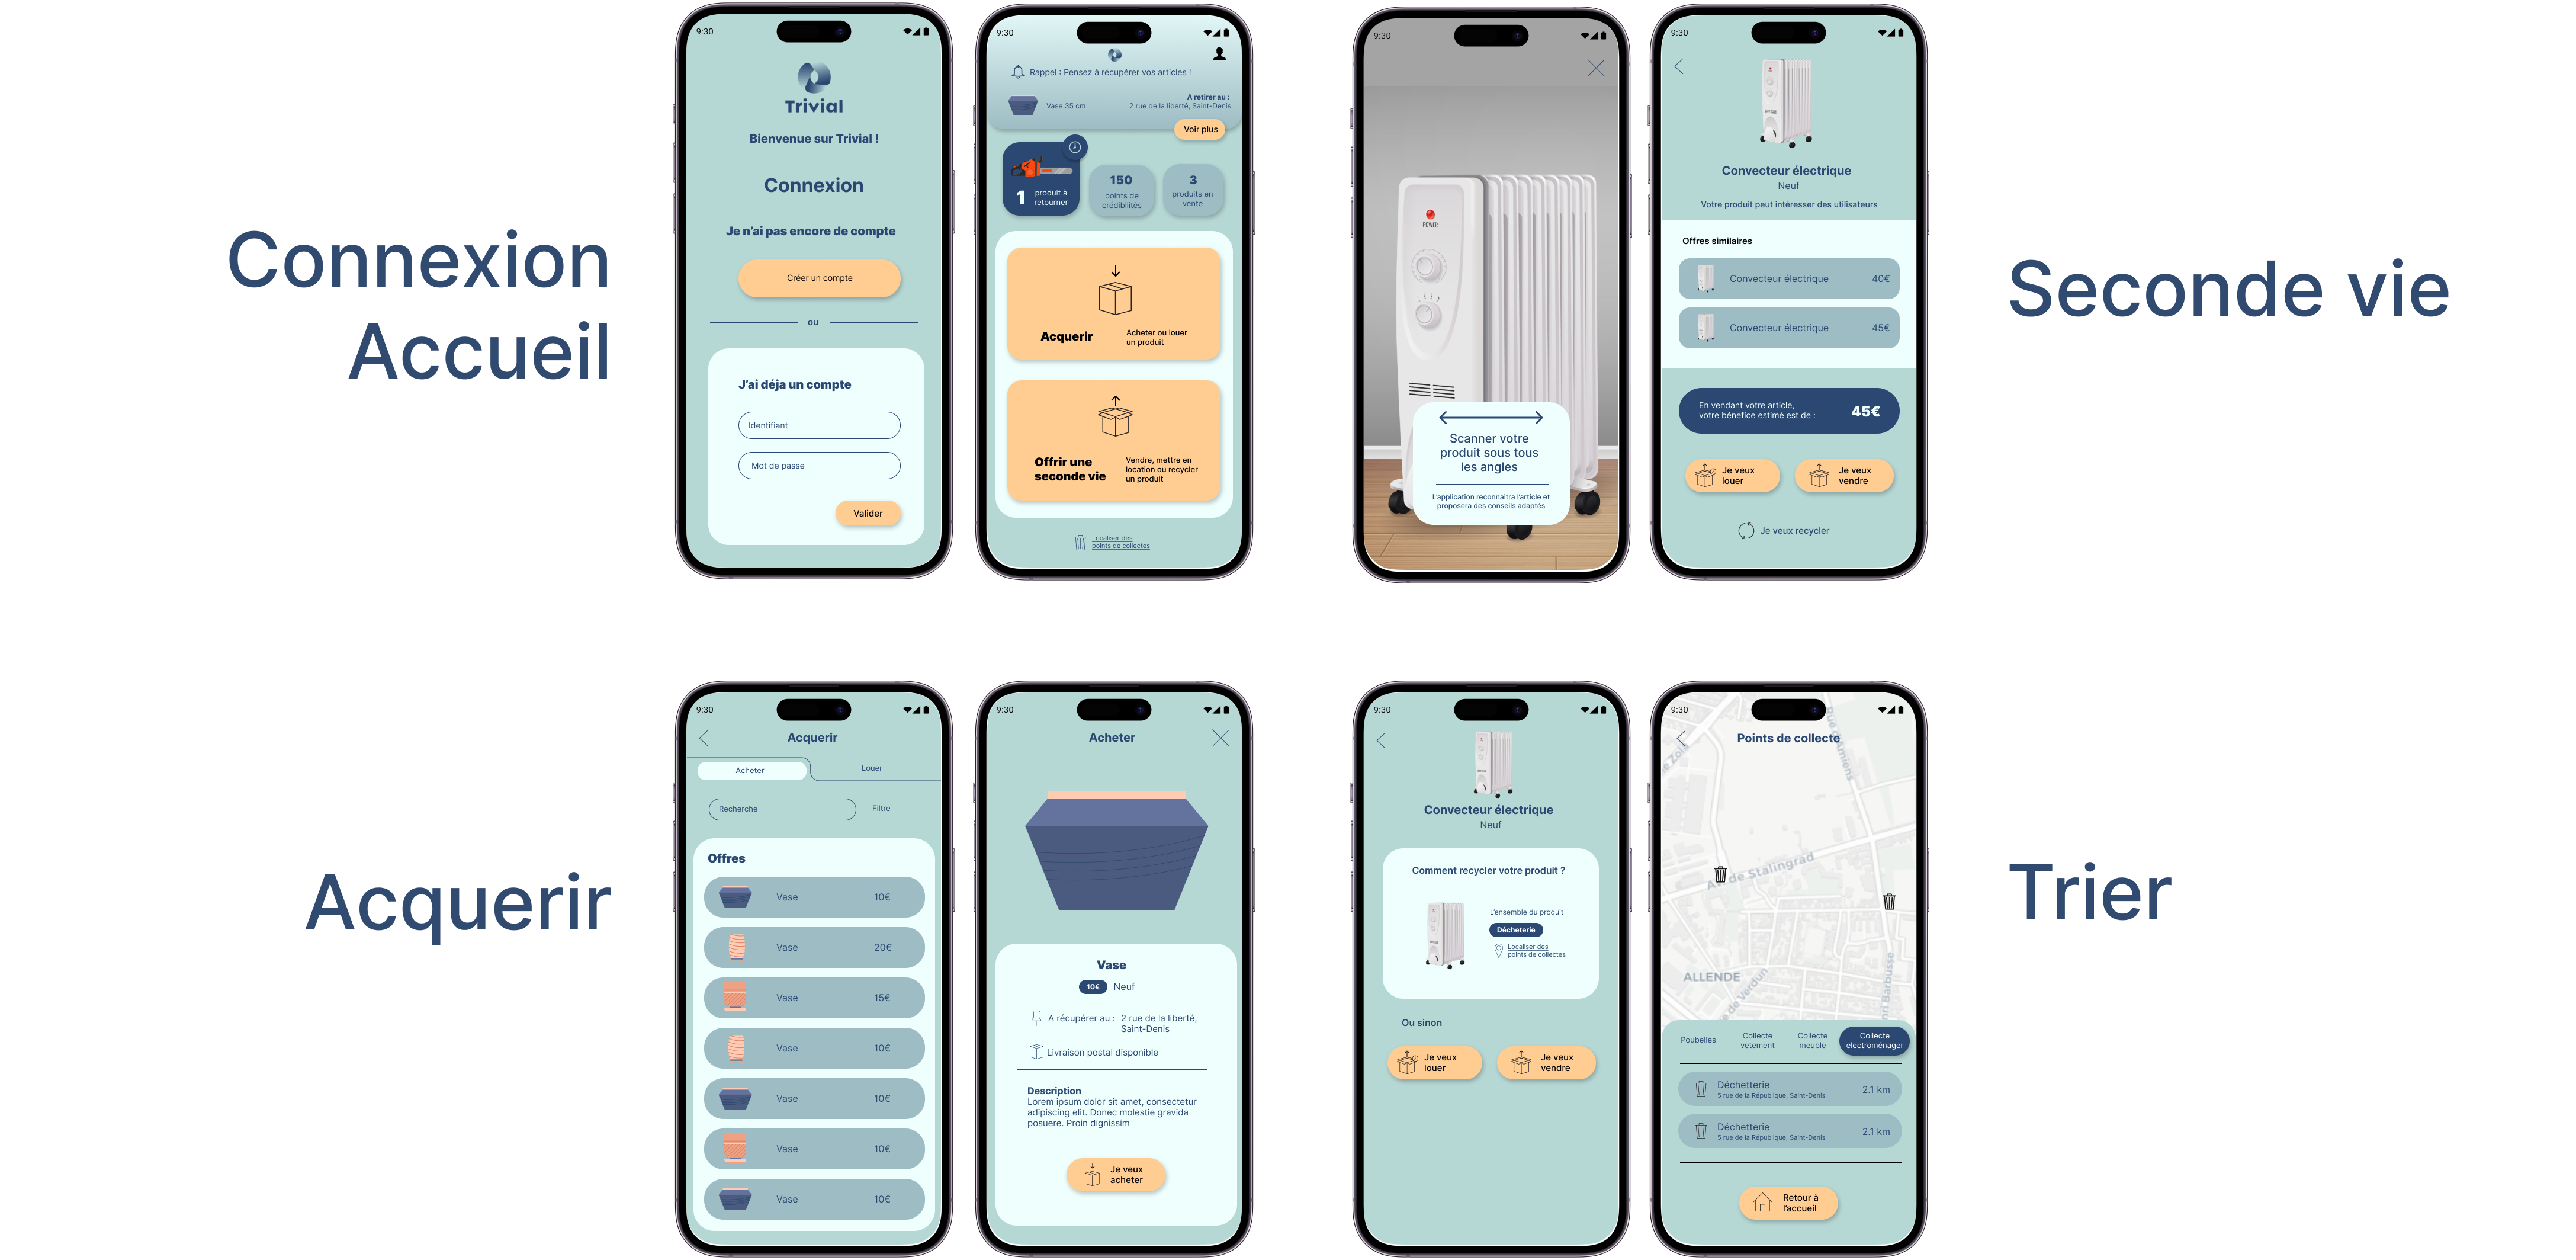 Connexion
Accueil
9:30
Trivial
Bienvenue sur Trivial !
Connexion
Je n'ai pas encore de compte
Créer un compte
ou
J'ai déja un compte
Identifiant
Mot de passe
Valider
9:30
Rappel : Pensez à récupérer vos articles !
Vase 35 cm
A retirer au :
2 rue de la liberté, Saint-Denis
Voir plus
1 produit à
retourner
150
points de
crédibilités
3
produits en
vente
Acquerir
Acheter ou louer
un produit
Offrir une
seconde vie
Vendre, mettre en
location ou recycler
un produit
Localiser des
points de collectes
9:30
POWER
Scanner votre
produit sous tous
les angles
L'application reconnaitra l'article et
proposera des conseils adaptés
9:30
Convecteur électrique
Neuf
Votre produit peut intéresser des utilisateurs
Offres similaires
Convecteur électrique 40€
Convecteur électrique 45€
En vendant votre article,
votre bénéfice estimé est de :
45€
Je veux
louer
Je veux
vendre
Je veux recycler
Seconde vie
Acquerir
9:30
Acquerir
Acheter
Louer
Recherche
Filtre
Offres
Vase 10€
Vase 20€
Vase 15€
Vase 10€
Vase 10€
Vase 10€
Vase 10€
9:30
Acheter
Vase
10€ Neuf
A récupérer au : 2 rue de la liberté,
Saint-Denis
Livraison postal disponible
Description
Lorem ipsum dolor sit amet, consectetur
adipiscing elit. Donec molestie gravida
posuere. Proin dignissim
Je veux
acheter
9:30
Convecteur électrique
Neuf
Comment recycler votre produit ?
L'ensemble du produit
Décheterie
Localiser des
points de collectes
Ou sinon
Je veux
louer
Je veux
vendre
9:30
Points de collecte
Av. de Stalingrad
ALLENDE
de Verdun
Barbusse
Poubelles
Collecte
vetement
Collecte
meuble
Collecte
electroménager
Déchetterie
5 rue de la République, Saint-Denis
2.1 km
Déchetterie
5 rue de la République, Saint-Denis
2.1 km
Retour à
l'accueil
Trier